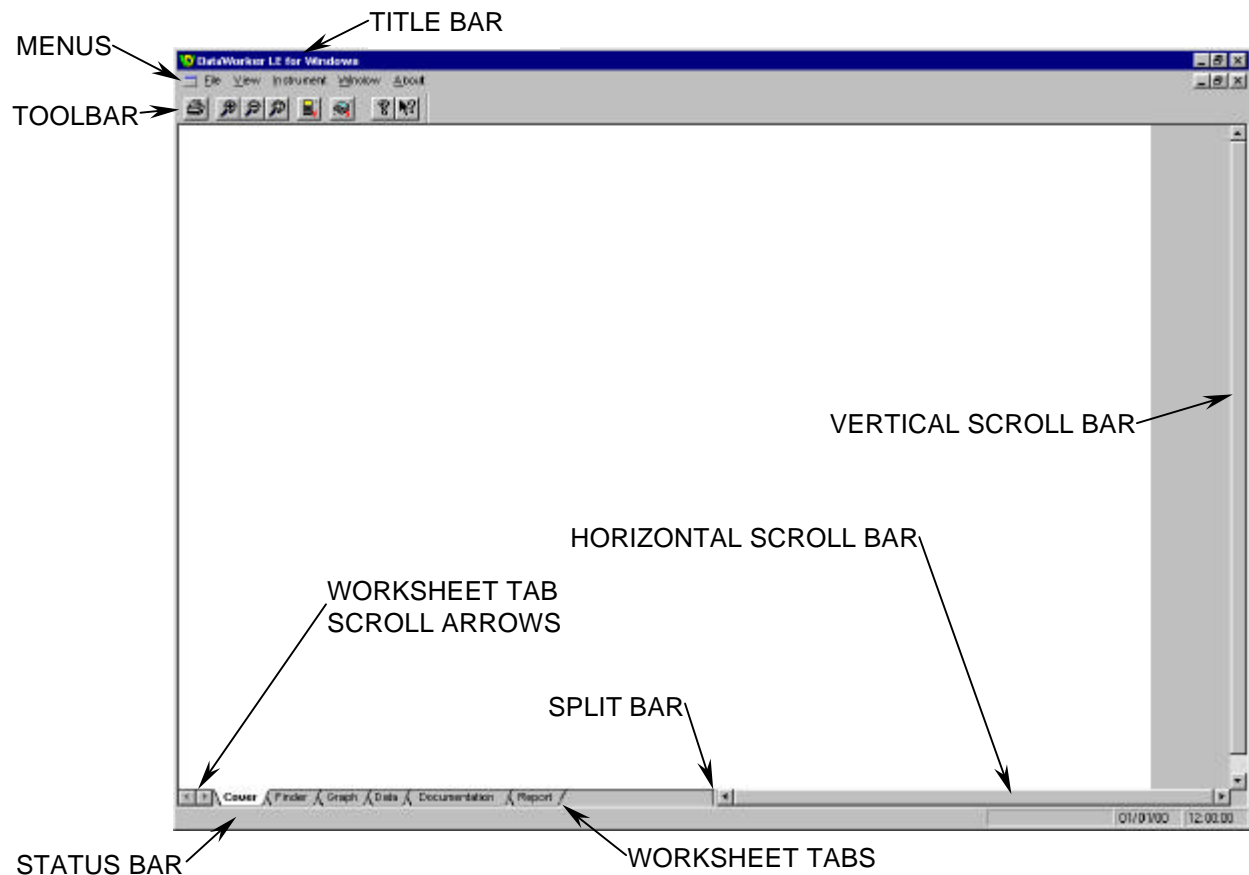 TITLE BAR
MENUS
DataWorker LE for Windows
File View Instrument Window About
TOOLBAR
VERTICAL SCROLL BAR
HORIZONTAL SCROLL BAR
WORKSHEET TAB
SCROLL ARROWS
SPLIT BAR
Cover Finder Graph Data Documentation Report
01/01/00 12:00:00
STATUS BAR
WORKSHEET TABS